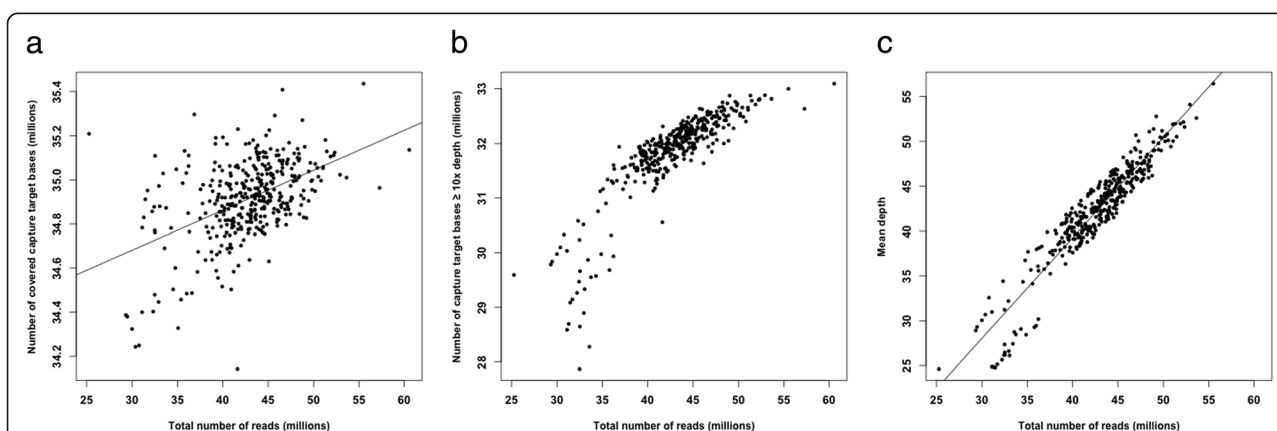 a
b
c
Number of covered capture target bases (millions)
35.4
35.2
35.0
34.8
34.6
34.4
34.2
25 30 35 40 45 50 55 60
Total number of reads (millions)
Number of capture target bases ≥ 10x depth (millions)
33
32
31
30
29
28
25 30 35 40 45 50 55 60
Total number of reads (millions)
Mean depth
55
50
45
40
35
30
25
25 30 35 40 45 50 55 60
Total number of reads (millions)